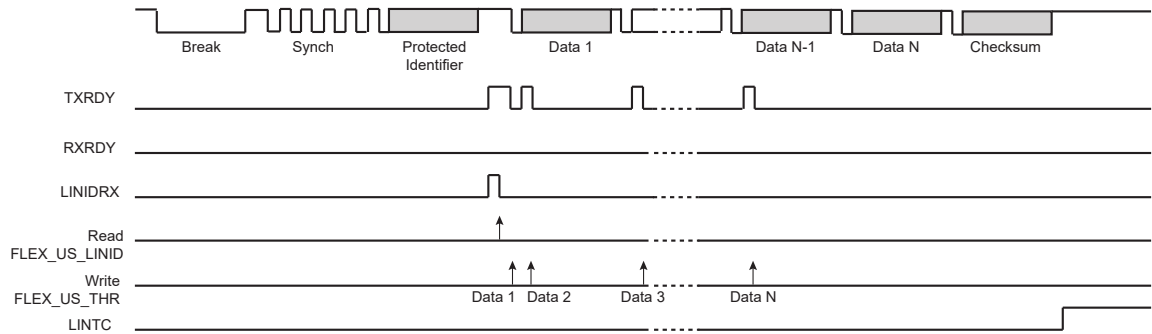 Break Synch Protected Identifier Data 1 Data N-1 Data N Checksum
TXRDY
RXRDY
LINIDRX
Read
FLEX_US_LINID
Write
FLEX_US_THR
Data 1 Data 2 Data 3 Data N
LINTC